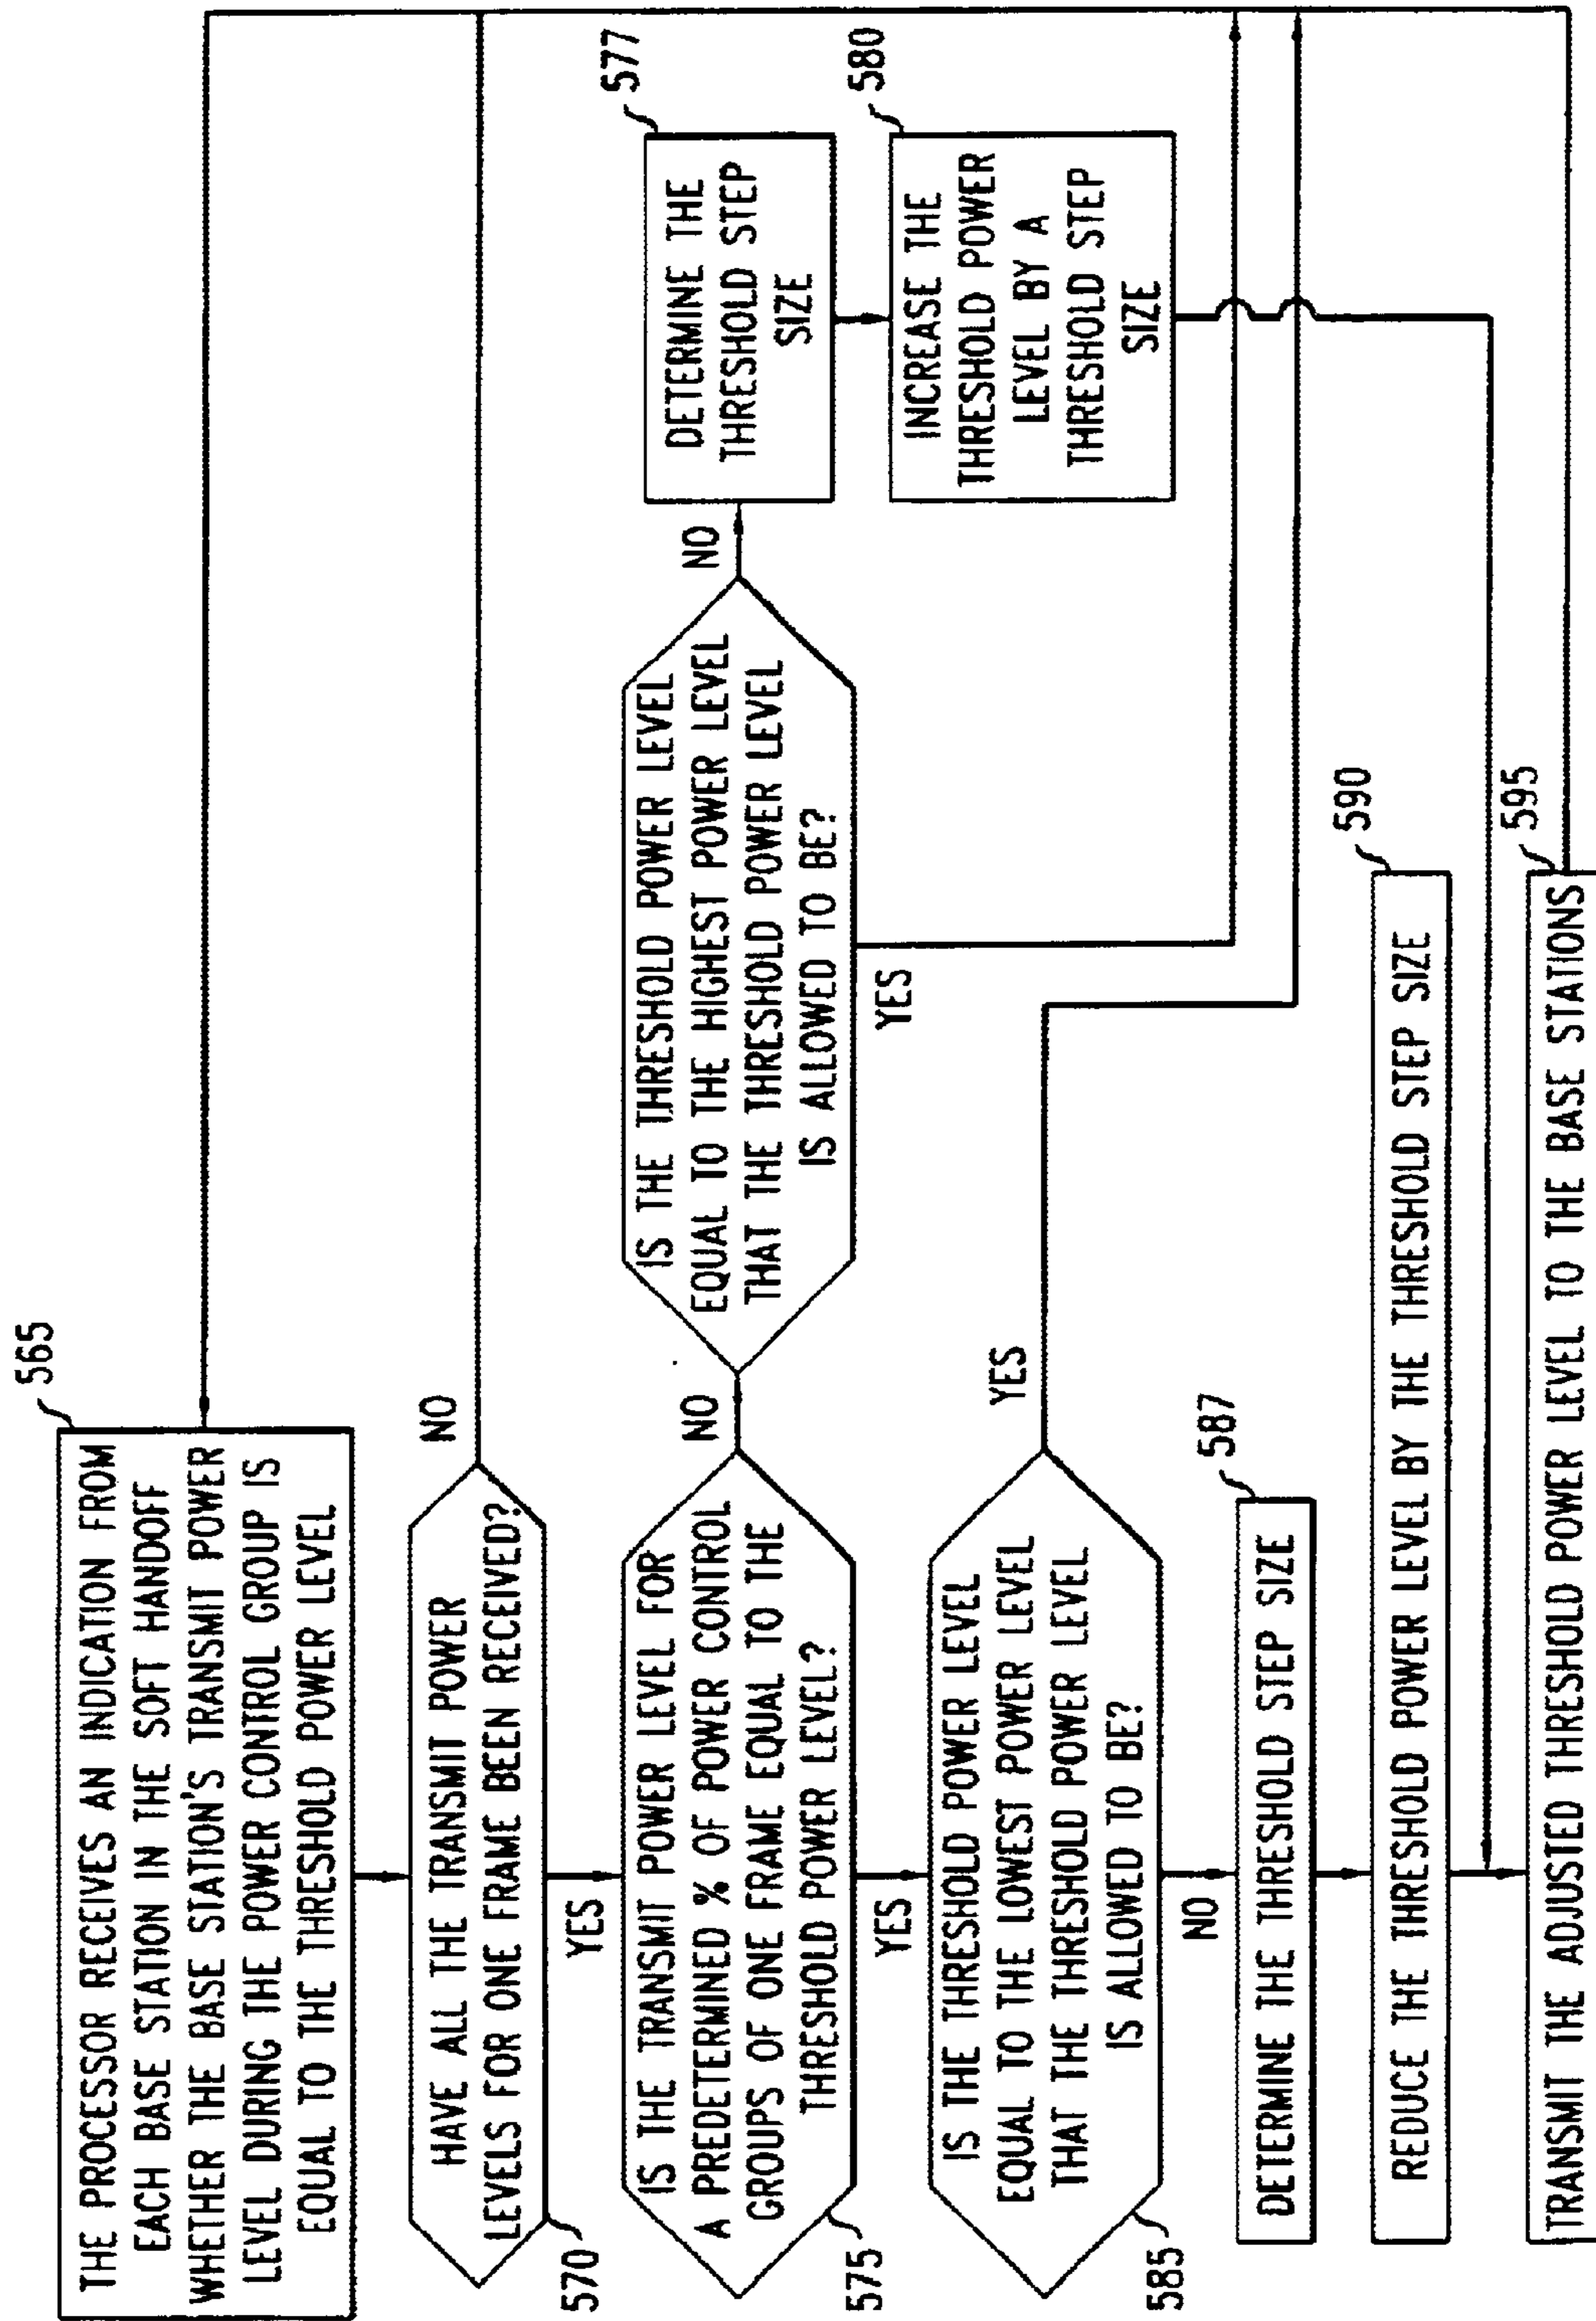 565
THE PROCESSOR RECEIVES AN INDICATION FROM
EACH BASE STATION IN THE SOFT HANDOFF
WHETHER THE BASE STATION'S TRANSMIT POWER
LEVEL DURING THE POWER CONTROL GROUP IS
EQUAL TO THE THRESHOLD POWER LEVEL
HAVE ALL THE TRANSMIT POWER
LEVELS FOR ONE FRAME BEEN RECEIVED?
570
NO
YES
IS THE TRANSMIT POWER LEVEL FOR
A PREDETERMINED % OF POWER CONTROL
GROUPS OF ONE FRAME EQUAL TO THE
THRESHOLD POWER LEVEL?
575
NO
IS THE THRESHOLD POWER LEVEL
EQUAL TO THE HIGHEST POWER LEVEL
THAT THE THRESHOLD POWER LEVEL
IS ALLOWED TO BE?
NO
577
DETERMINE THE
THRESHOLD STEP
SIZE
580
INCREASE THE
THRESHOLD POWER
LEVEL BY A
THRESHOLD STEP
SIZE
YES
YES
IS THE THRESHOLD POWER LEVEL
EQUAL TO THE LOWEST POWER LEVEL
THAT THE THRESHOLD POWER LEVEL
IS ALLOWED TO BE?
585
YES
NO
587
DETERMINE THE THRESHOLD STEP SIZE
590
REDUCE THE THRESHOLD POWER LEVEL BY THE THRESHOLD STEP SIZE
595
TRANSMIT THE ADJUSTED THRESHOLD POWER LEVEL TO THE BASE STATIONS